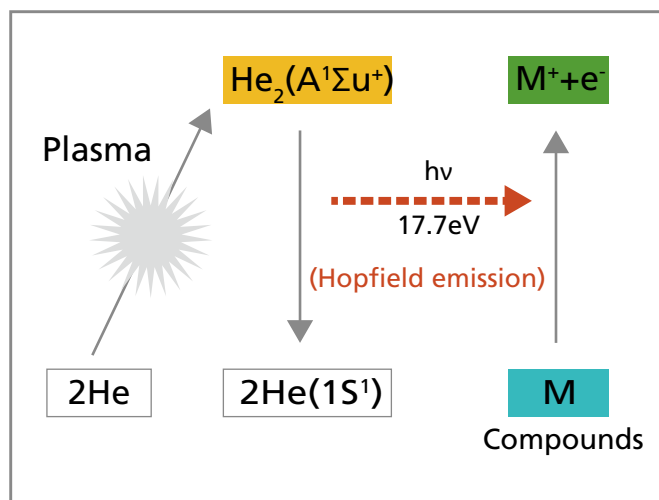 He₂(A¹Σu⁺) M⁺+e⁻
Plasma
hν
17.7eV
(Hopfield emission)
2He 2He(1S¹) M
Compounds